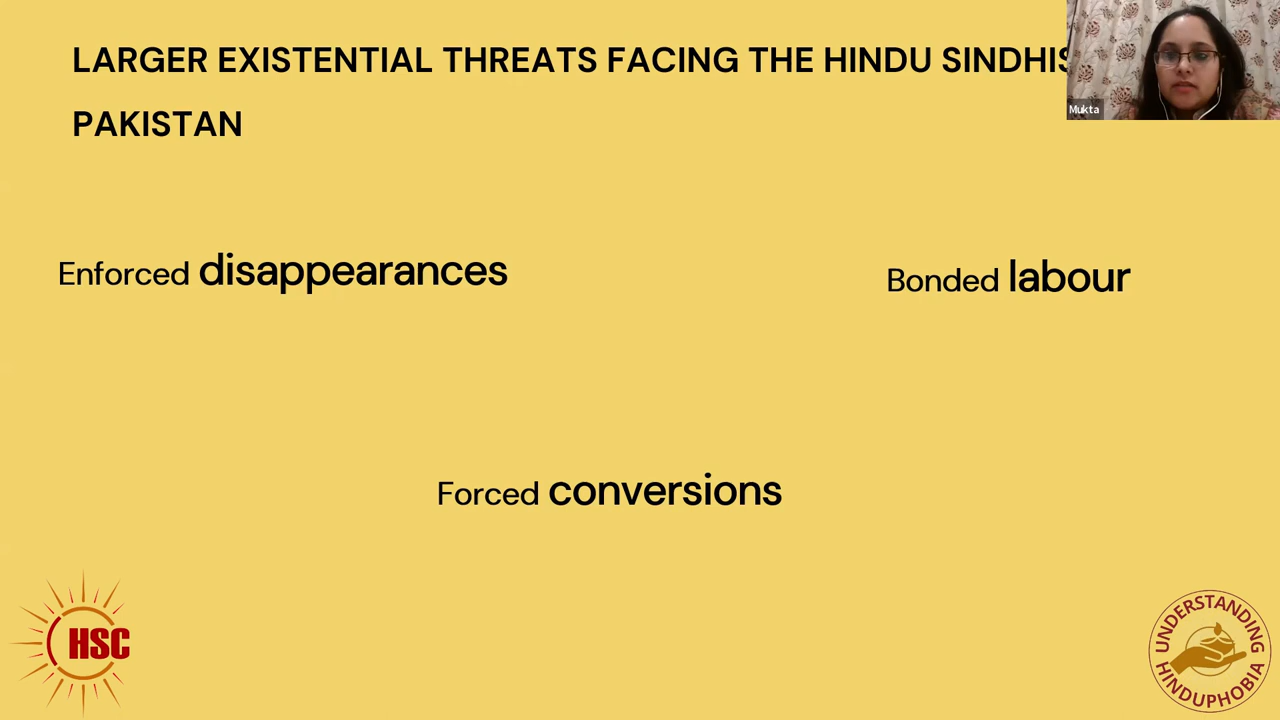 LARGER EXISTENTIAL THREATS FACING THE HINDU SINDHIS
PAKISTAN
Mukta
Enforced disappearances
Bonded labour
Forced conversions
HSC
UNDERSTANDING
HINDUPHOBIA